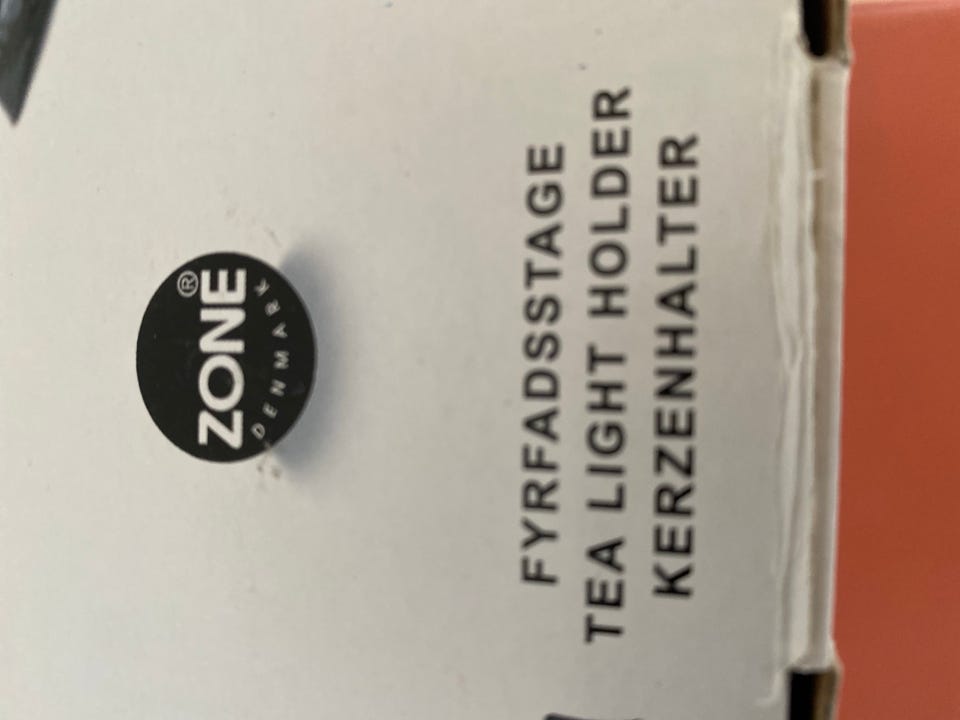 ZONE®
DENMARK
FYRFADSSTAGE
TEA LIGHT HOLDER
KERZENHALTER